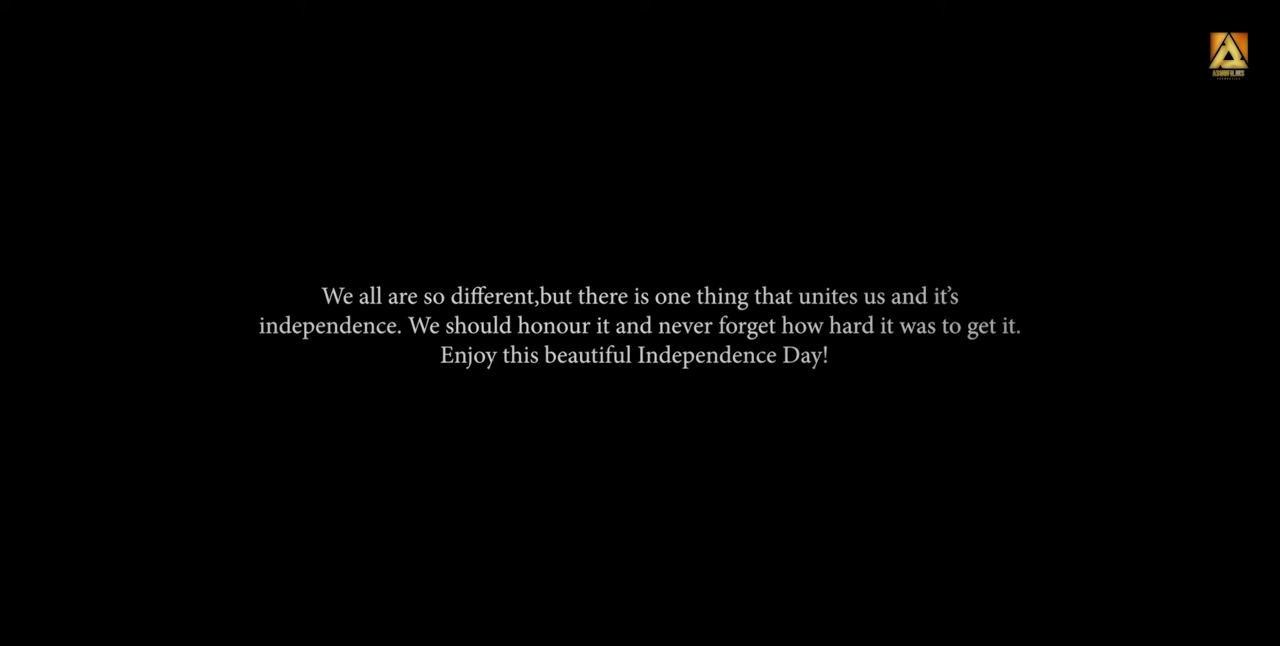 We all are so different,but there is one thing that unites us and it’s
independence. We should honour it and never forget how hard it was to get it.
Enjoy this beautiful Independence Day!